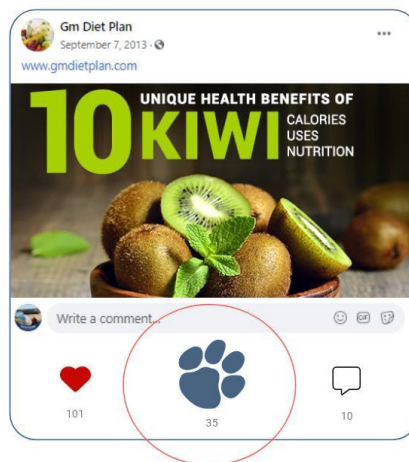 Gm Diet Plan
September 7, 2013 ·
www.gmdietplan.com
10 UNIQUE HEALTH BENEFITS OF
KIWI CALORIES
USES
NUTRITION
Write a comment...
GIF
101
35
10